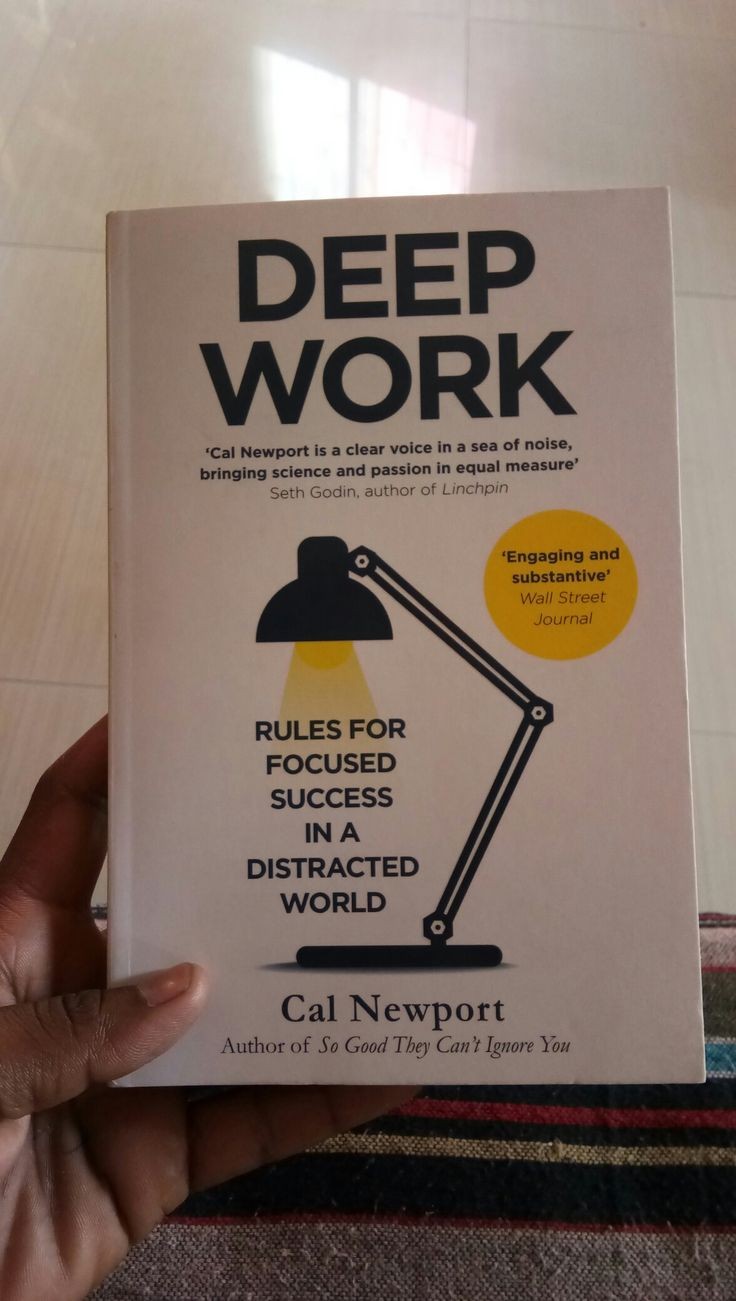 DEEP
WORK
‘Cal Newport is a clear voice in a sea of noise,
bringing science and passion in equal measure’
Seth Godin, author of Linchpin
‘Engaging and
substantive’
Wall Street
Journal
RULES FOR
FOCUSED
SUCCESS
IN A
DISTRACTED
WORLD
Cal Newport
Author of So Good They Can’t Ignore You